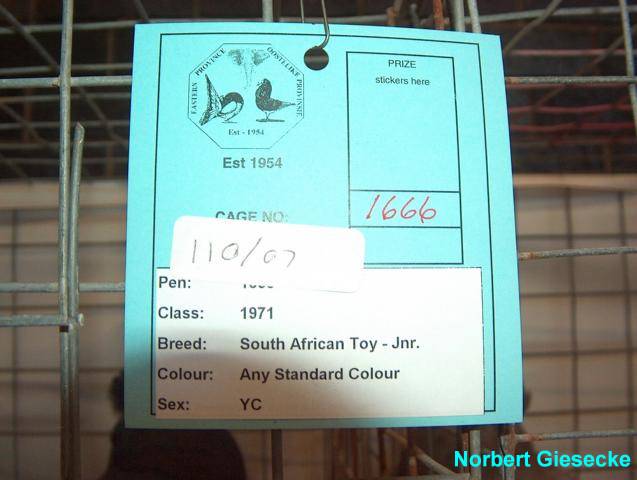 EASTERN PROVINCE
OOSTELIKE PROVINSIE
Est - 1954
Est 1954
PRIZE
stickers here
CAGE NO:
1666
110/07
Pen:
Class: 1971
Breed: South African Toy - Jnr.
Colour: Any Standard Colour
Sex: YC
Norbert Giesecke